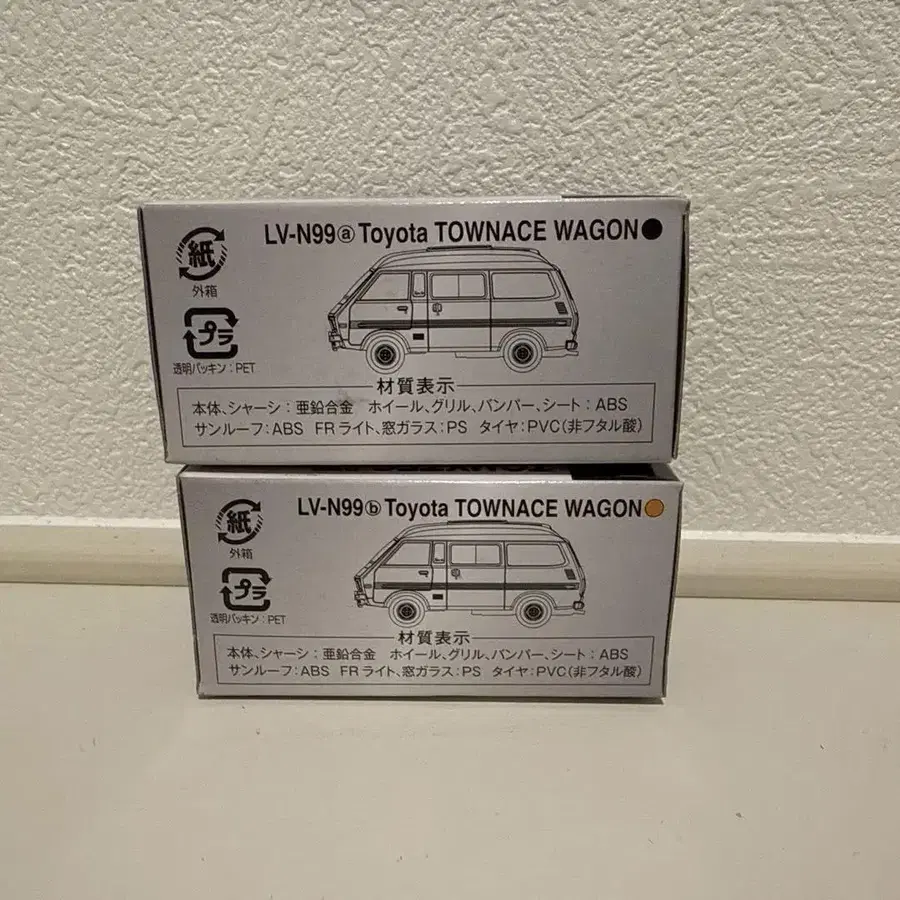 LV-N99ⓐ Toyota TOWNACE WAGON●
紙
外箱
プラ
透明パッキン:PET
材質表示
本体、シャーシ:亜鉛合金 ホイール、グリル、バンパー、シート:ABS
サンルーフ:ABS FRライト、窓ガラス:PS タイヤ:PVC(非フタル酸)
LV-N99ⓑ Toyota TOWNACE WAGON●
紙
外箱
プラ
透明パッキン:PET
材質表示
本体、シャーシ:亜鉛合金 ホイール、グリル、バンパー、シート:ABS
サンルーフ:ABS FRライト、窓ガラス:PS タイヤ:PVC(非フタル酸)